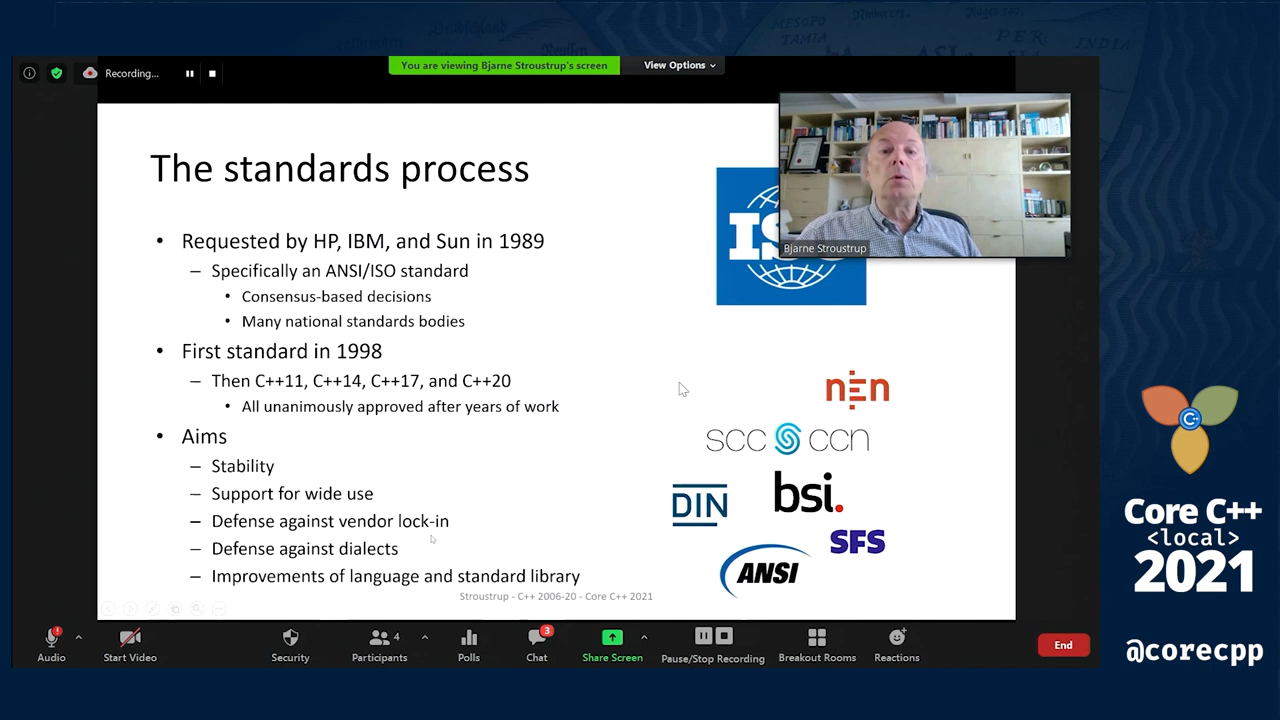 MESOPO
TAMIA
PER
INDIA
Recording...
You are viewing Bjarne Stroustrup's screen
View Options
The standards process
• Requested by HP, IBM, and Sun in 1989
– Specifically an ANSI/ISO standard
• Consensus-based decisions
• Many national standards bodies
• First standard in 1998
– Then C++11, C++14, C++17, and C++20
• All unanimously approved after years of work
• Aims
– Stability
– Support for wide use
– Defense against vendor lock-in
– Defense against dialects
– Improvements of language and standard library
Stroustrup - C++ 2006-20 - Core C++ 2021
Bjarne Stroustrup
nen
scc ccn
DIN
bsi.
SFS
ANSI
C++
Core C++
<local>
2021
@corecpp
Audio
Start Video
Security
4
Participants
Polls
3
Chat
Share Screen
Pause/Stop Recording
Breakout Rooms
Reactions
End